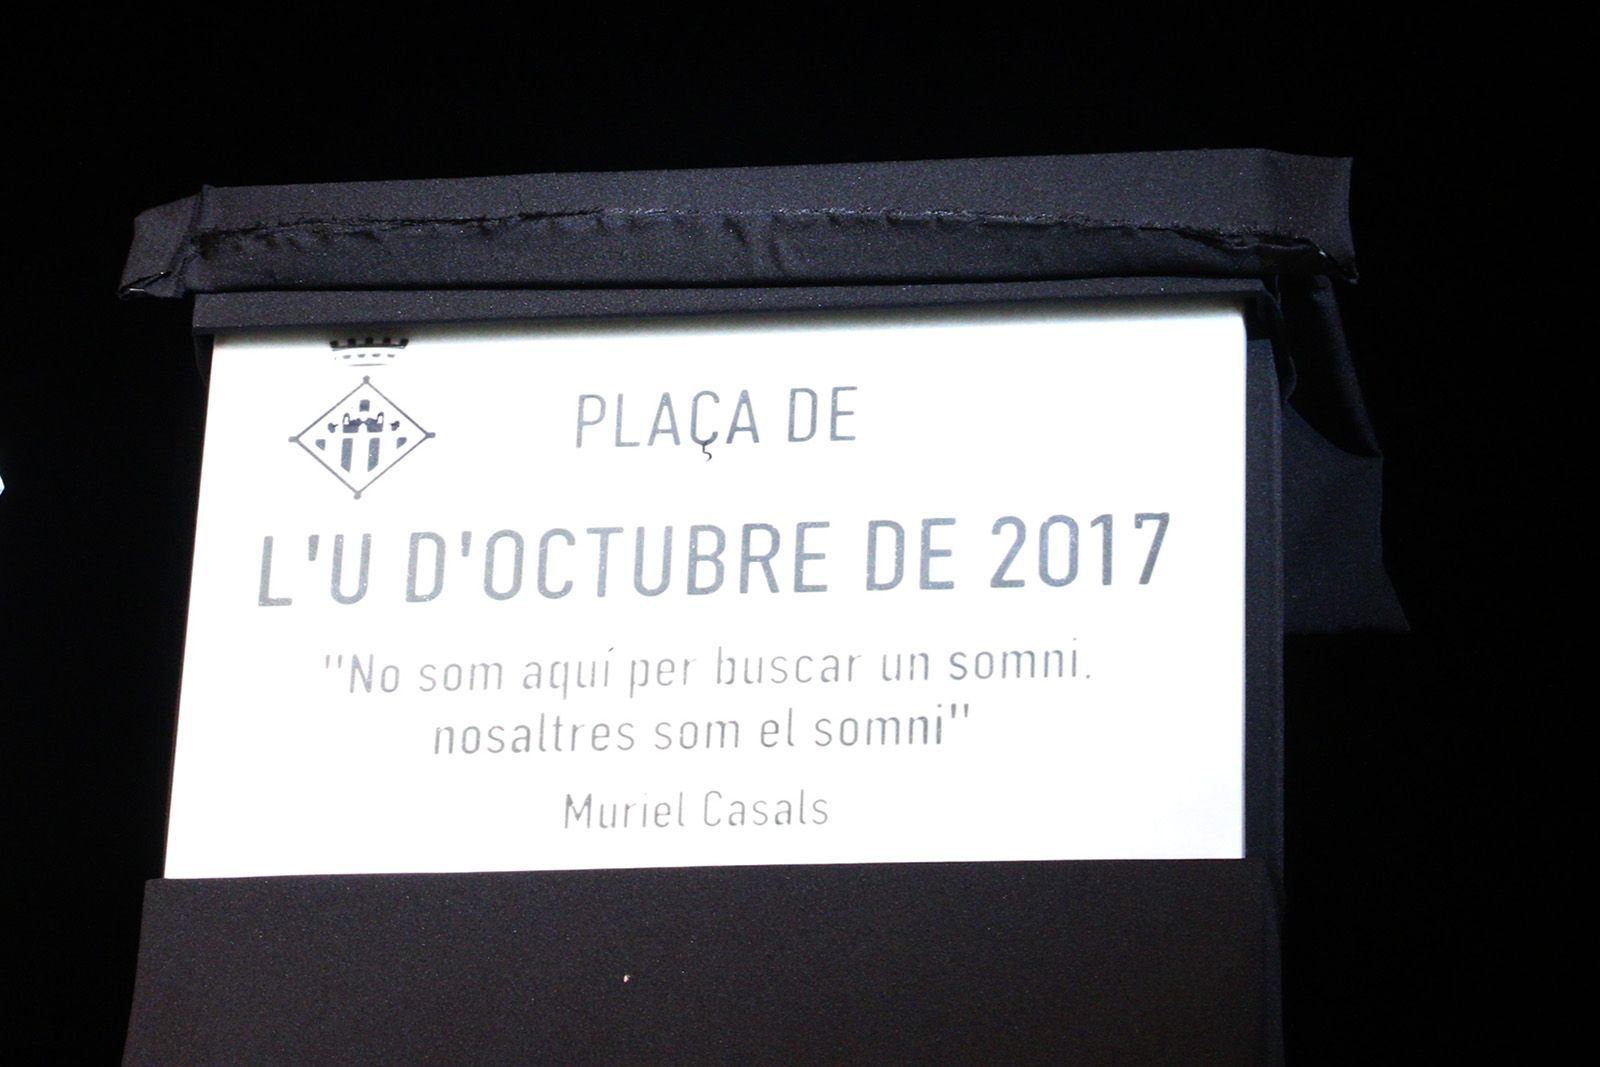 PLAÇA DE
L'U D'OCTUBRE DE 2017
"No som aquí per buscar un somni.
nosaltres som el somni"
Muriel Casals